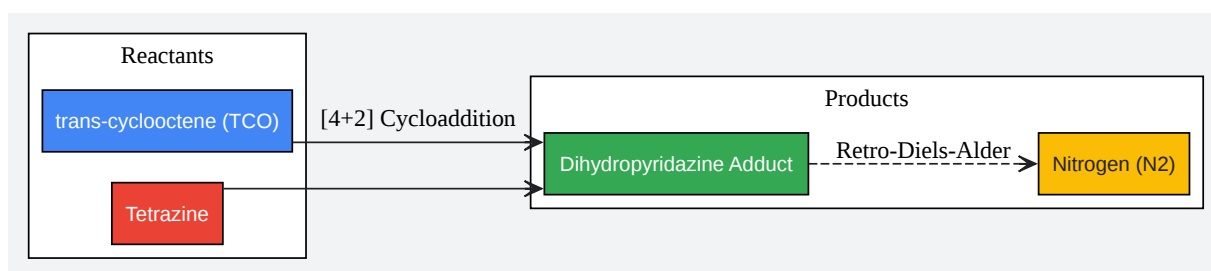 Reactants
trans-cyclooctene (TCO)
Tetrazine
[4+2] Cycloaddition
Products
Dihydropyridazine Adduct
Retro-Diels-Alder
Nitrogen (N2)